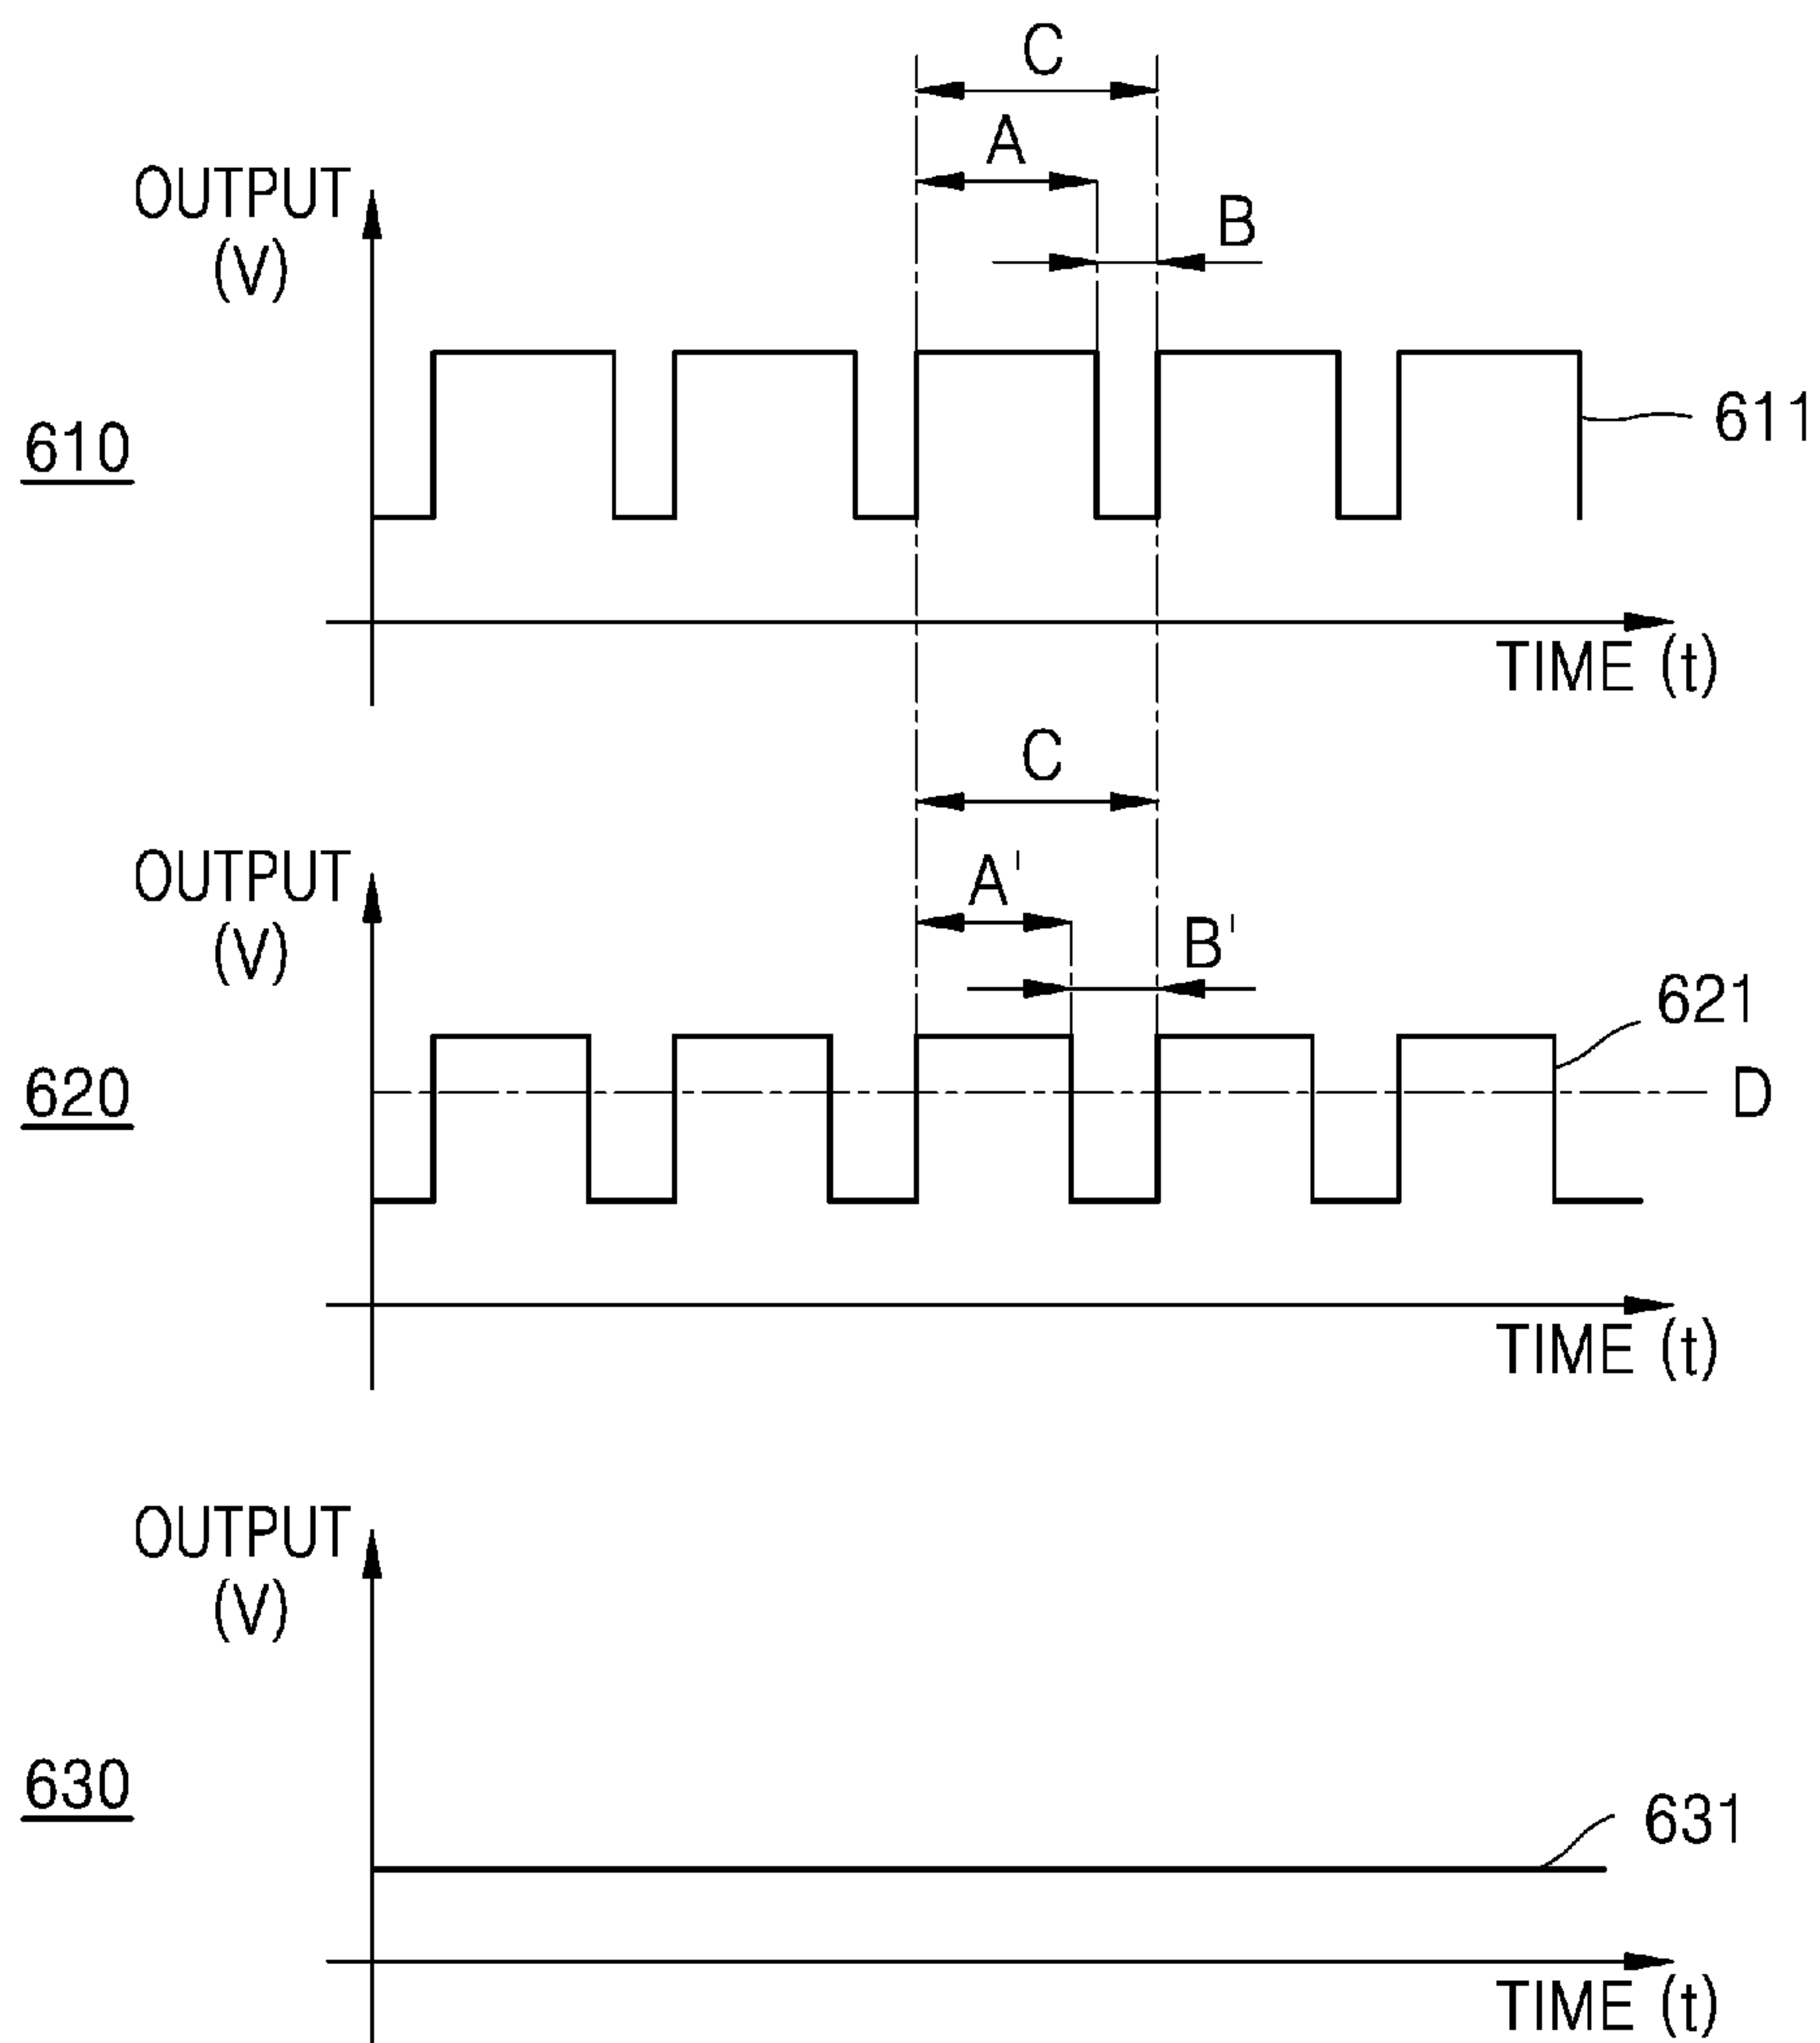 C
A
OUTPUT
(V)
B
610
611
TIME (t)
C
OUTPUT
(V)
A'
B'
621
620
D
TIME (t)
OUTPUT
(V)
630
631
TIME (t)